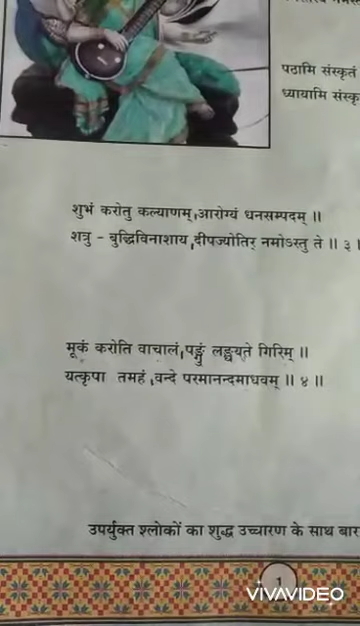 पठामि संस्कृतं
ध्यायामि संस्कृ
शुभं करोतु कल्याणम्,आरोग्यं धनसम्पदम् ॥
शत्रु - बुद्धिविनाशाय,दीपज्योतिर् नमोऽस्तु ते ॥ ३ ।
मूकं करोति वाचालं,पङ्गुं लङ्घयते गिरिम् ॥
यत्कृपा तमहं,वन्दे परमानन्दमाधवम् ॥ ४ ॥
उपर्युक्त श्लोकों का शुद्ध उच्चारण के साथ बार
1
VIVAVIDEO